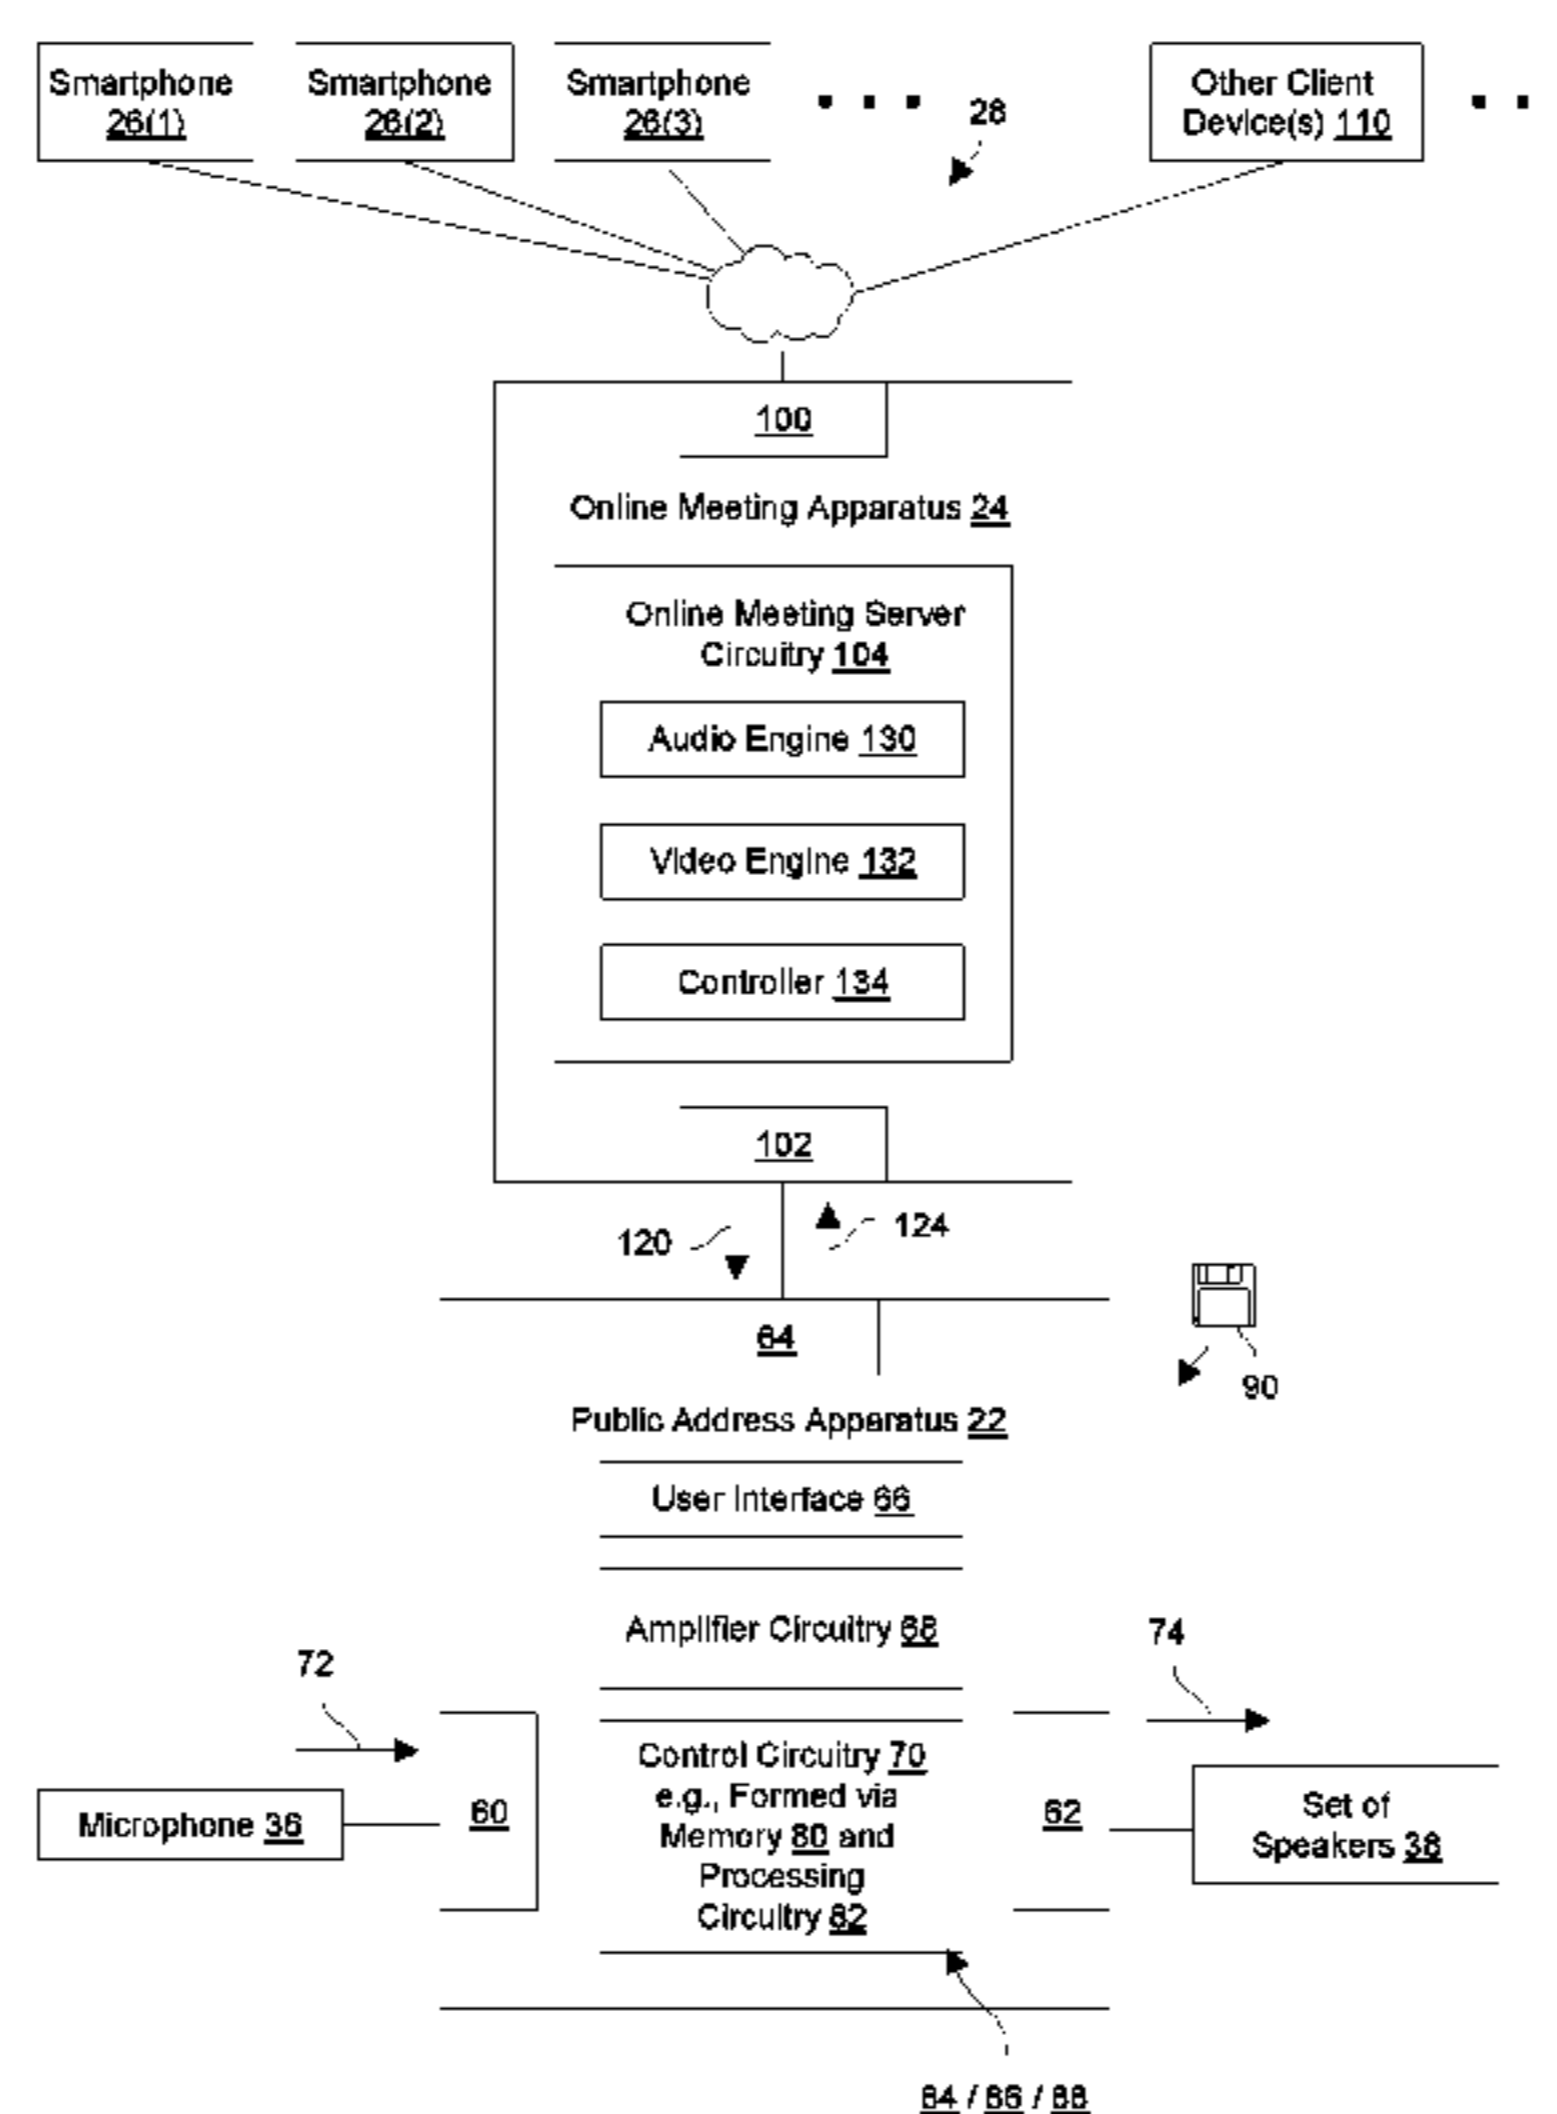 Smartphone
26(1)
Smartphone
26(2)
Smartphone
26(3)
Other Client
Device(s) 110
28
100
Online Meeting Apparatus 24
Online Meeting Server
Circuitry 104
Audio Engine 130
Video Engine 132
Controller 134
102
120
124
64
90
Public Address Apparatus 22
User Interface 66
Amplifier Circuitry 68
72
74
Control Circuitry 70
e.g., Formed via
Memory 80 and
Processing
Circuitry 82
Microphone 36
60
62
Set of
Speakers 38
84 / 86 / 88